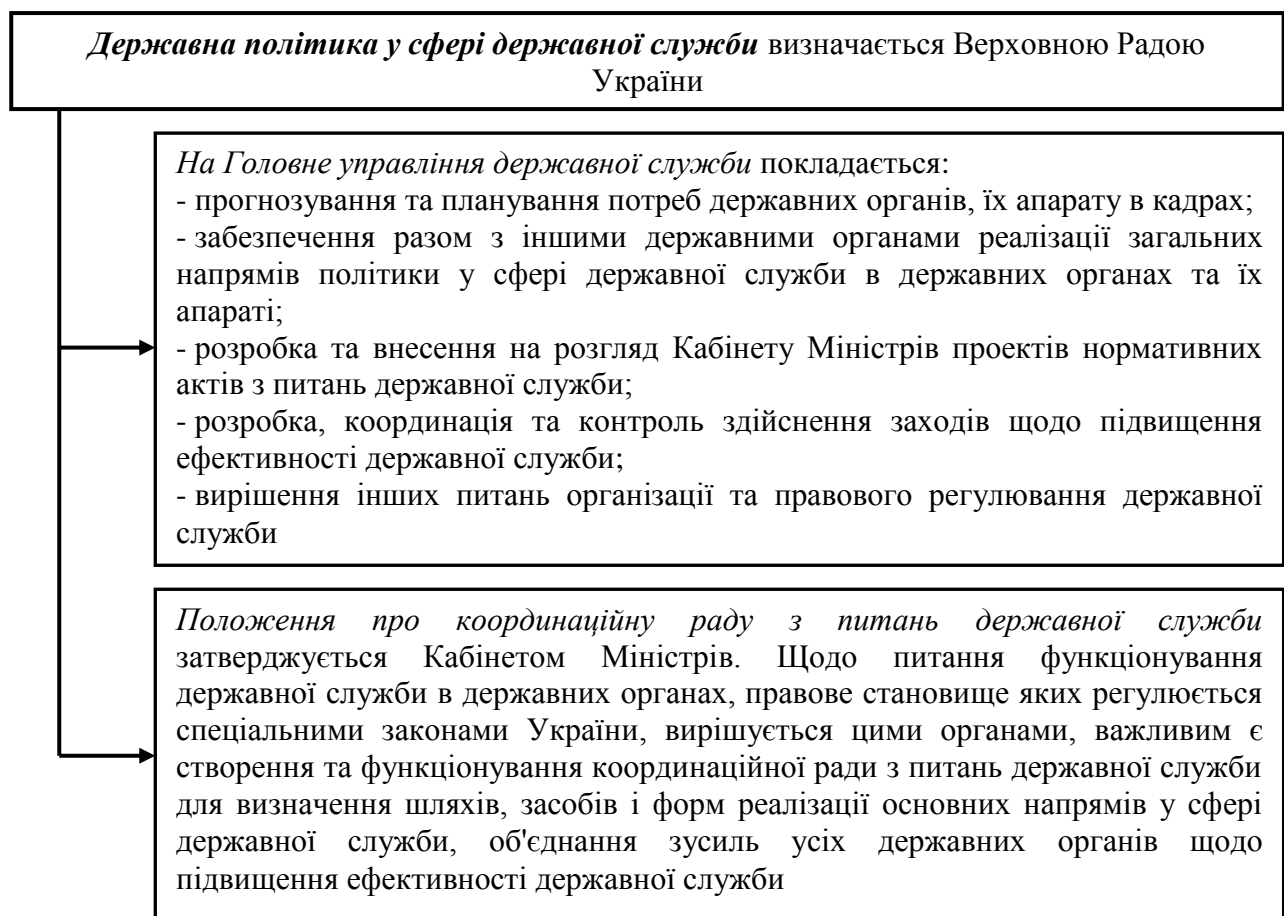 Державна політика у сфері державної служби визначається Верховною Радою
України
На Головне управління державної служби покладається:
- прогнозування та планування потреб державних органів, їх апарату в кадрах;
- забезпечення разом з іншими державними органами реалізації загальних
напрямів політики у сфері державної служби в державних органах та їх
апараті;
- розробка та внесення на розгляд Кабінету Міністрів проектів нормативних
актів з питань державної служби;
- розробка, координація та контроль здійснення заходів щодо підвищення
ефективності державної служби;
- вирішення інших питань організації та правового регулювання державної
служби
Положення про координаційну раду з питань державної служби
затверджується Кабінетом Міністрів. Щодо питання функціонування
державної служби в державних органах, правове становище яких регулюється
спеціальними законами України, вирішується цими органами, важливим є
створення та функціонування координаційної ради з питань державної служби
для визначення шляхів, засобів і форм реалізації основних напрямів у сфері
державної служби, об'єднання зусиль усіх державних органів щодо
підвищення ефективності державної служби